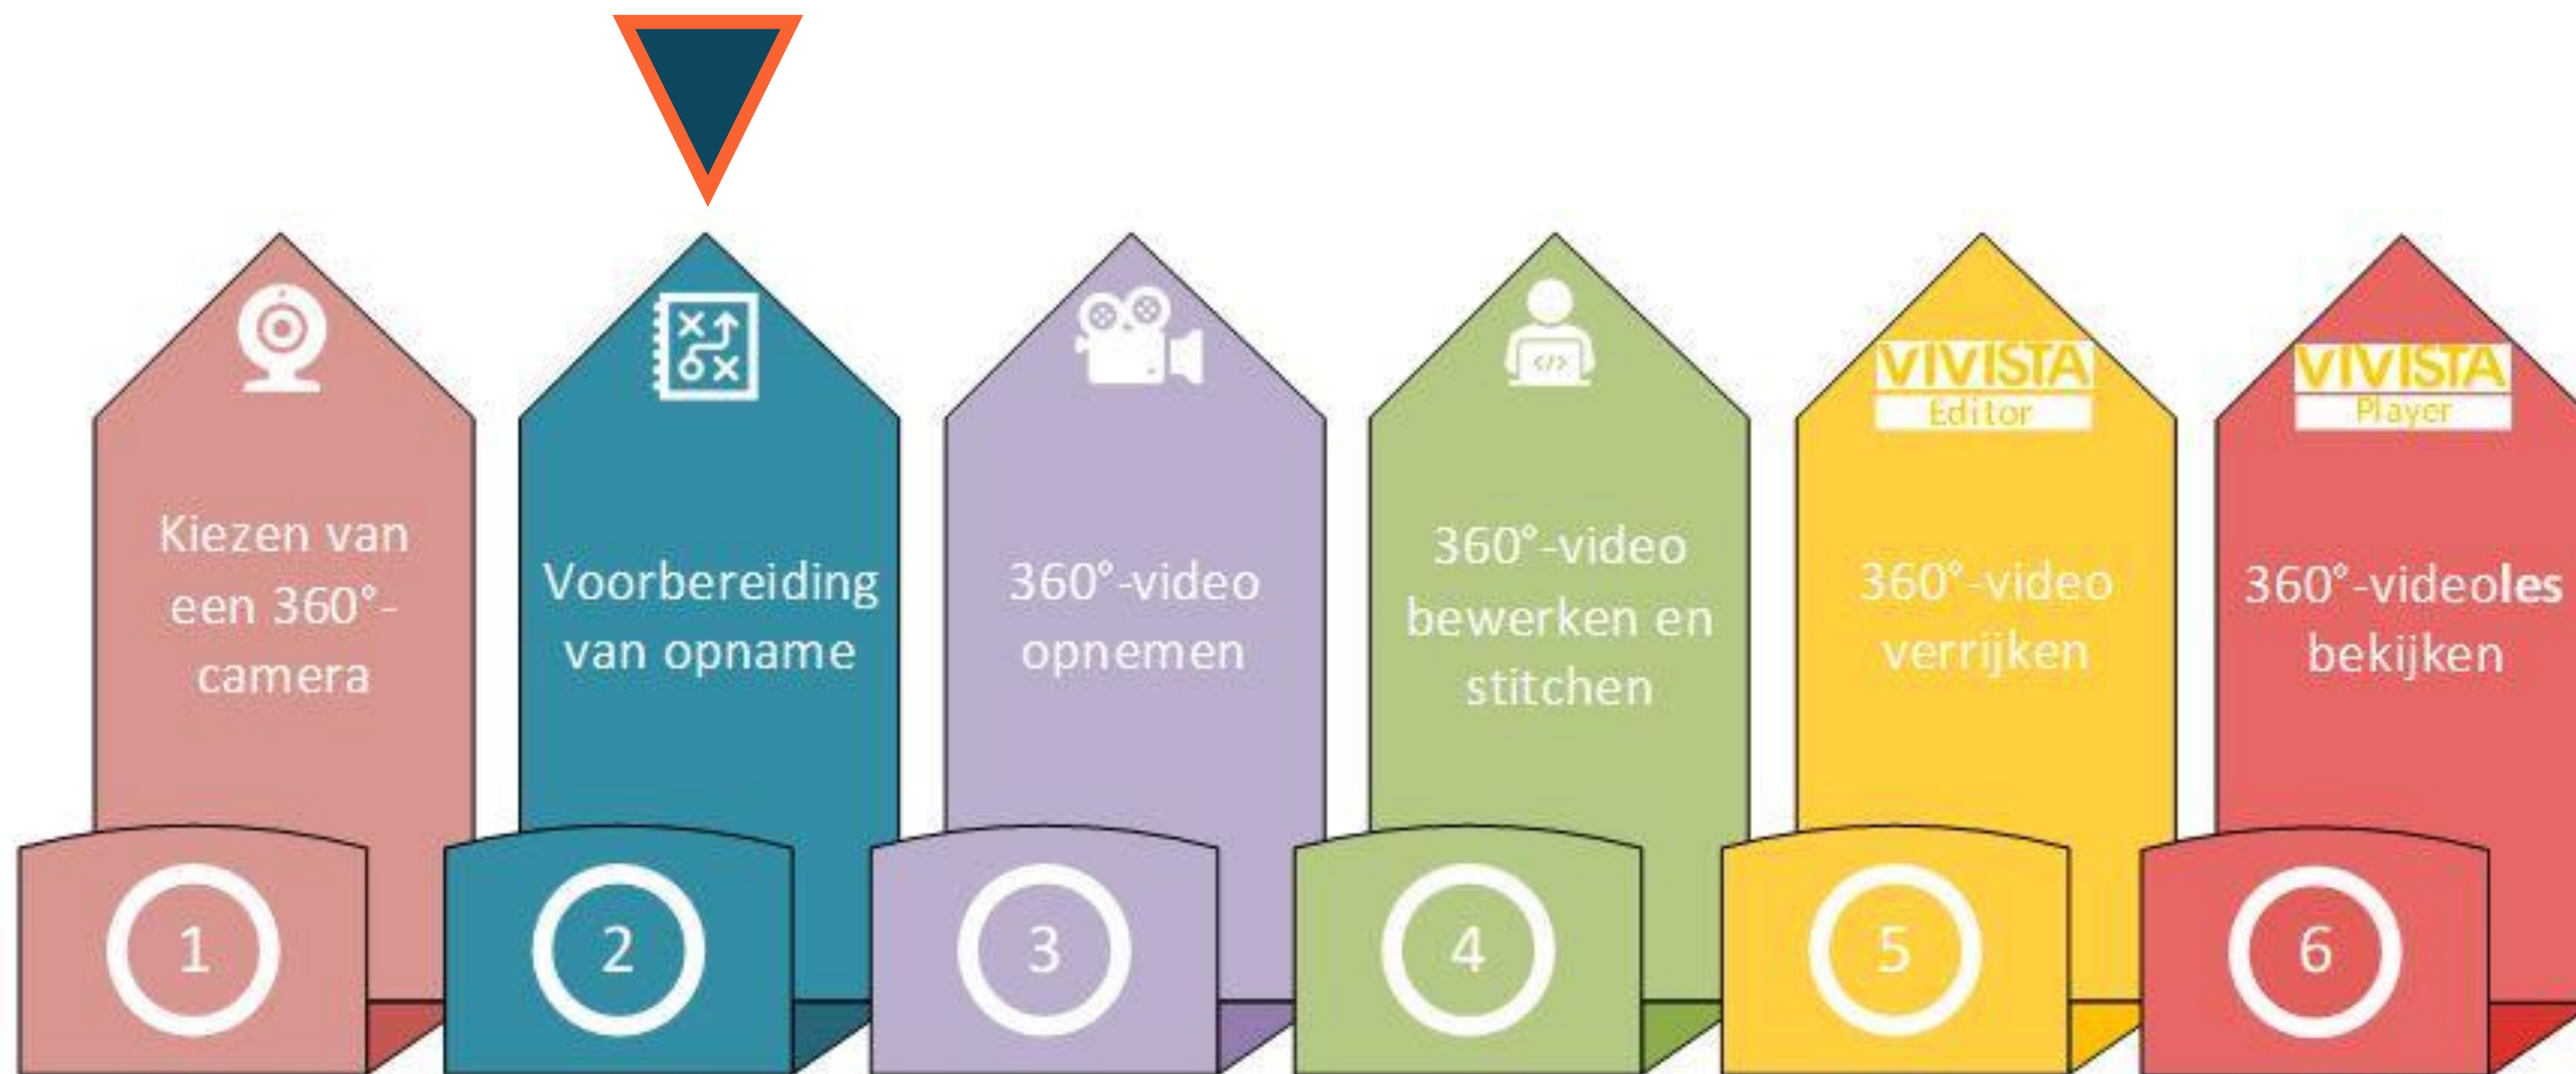 Kiezen van
een 360°-
camera
1
Voorbereiding
van opname
2
360°-video
opnemen
3
</>
360°-video
bewerken en
stitchen
4
VIVISTA
Editor
360°-video
verrijken
5
VIVISTA
Player
360°-videoles
bekijken
6